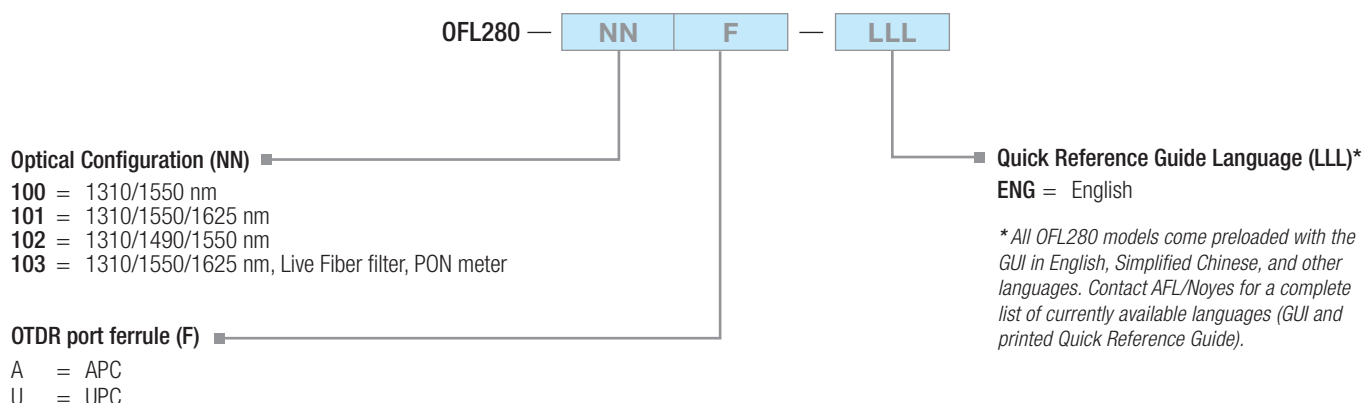 OFL280 — NN F — LLL
Optical Configuration (NN)
100 = 1310/1550 nm
101 = 1310/1550/1625 nm
102 = 1310/1490/1550 nm
103 = 1310/1550/1625 nm, Live Fiber filter, PON meter
OTDR port ferrule (F)
A = APC
U = UPC
Quick Reference Guide Language (LLL)*
ENG = English
* All OFL280 models come preloaded with the
GUI in English, Simplified Chinese, and other
languages. Contact AFL/Noyes for a complete
list of currently available languages (GUI and
printed Quick Reference Guide).